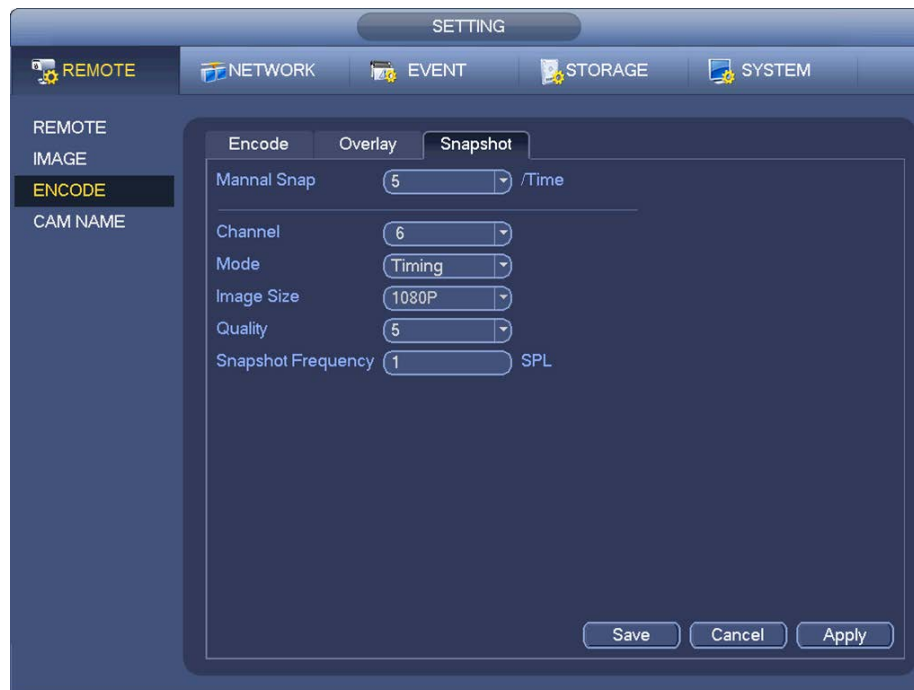 SETTING
REMOTE NETWORK EVENT STORAGE SYSTEM
REMOTE
IMAGE
ENCODE
CAM NAME
Encode Overlay Snapshot
Mannal Snap 5 /Time
Channel 6
Mode Timing
Image Size 1080P
Quality 5
Snapshot Frequency 1 SPL
Save Cancel Apply